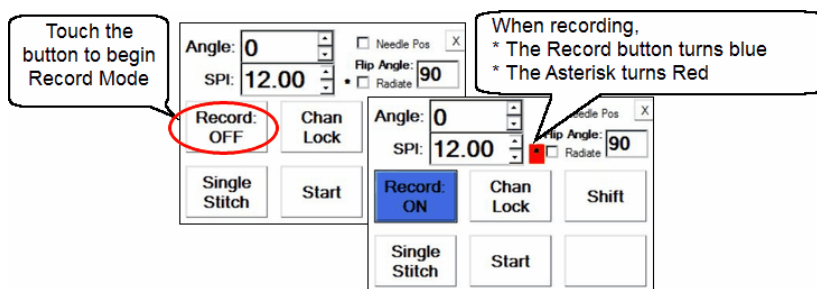 Touch the
button to begin
Record Mode
When recording,
* The Record button turns blue
* The Asterisk turns Red
Angle: 0
Needle Pos X
Flip Angle: 90
SPI: 12.00 * Radiate
Record: OFF
Chan Lock
Single Stitch
Start
Angle: 0
Needle Pos X
Flip Angle: 90
SPI: 12.00 * Radiate
Record: ON
Chan Lock
Shift
Single Stitch
Start